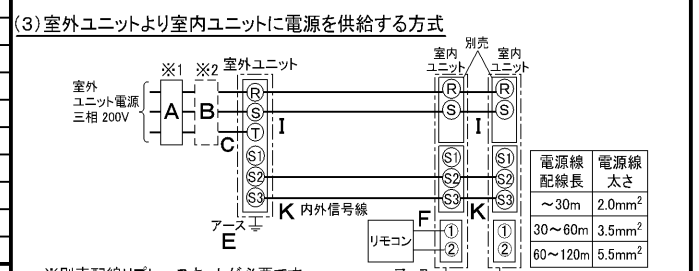 (3)室外ユニットより室内ユニットに電源を供給する方式
別売
※1 ※2 室外ユニット
室内
ユニット
室内
ユニット
室外
ユニット電源
三相 200V
A
B
C
R
S
T
S1
S2
S3
I
R
S
S1
S2
S3
I
R
S
S1
S2
S3
K 内外信号線
K
アース
E
F
リモコン
①
②
①
②
電源線
配線長
電源線
太さ
～30m 2.0mm²
30～60m 3.5mm²
60～120m 5.5mm²